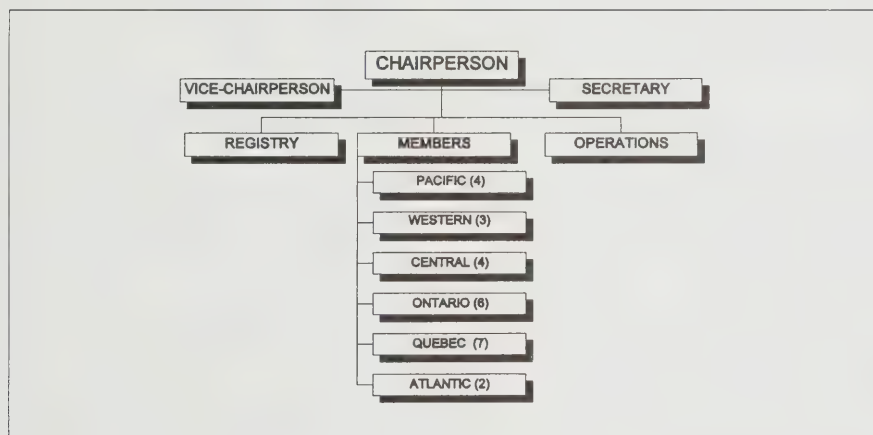 CHAIRPERSON
VICE-CHAIRPERSON
SECRETARY
REGISTRY
MEMBERS
OPERATIONS
PACIFIC (4)
WESTERN (3)
CENTRAL (4)
ONTARIO (6)
QUEBEC (7)
ATLANTIC (2)